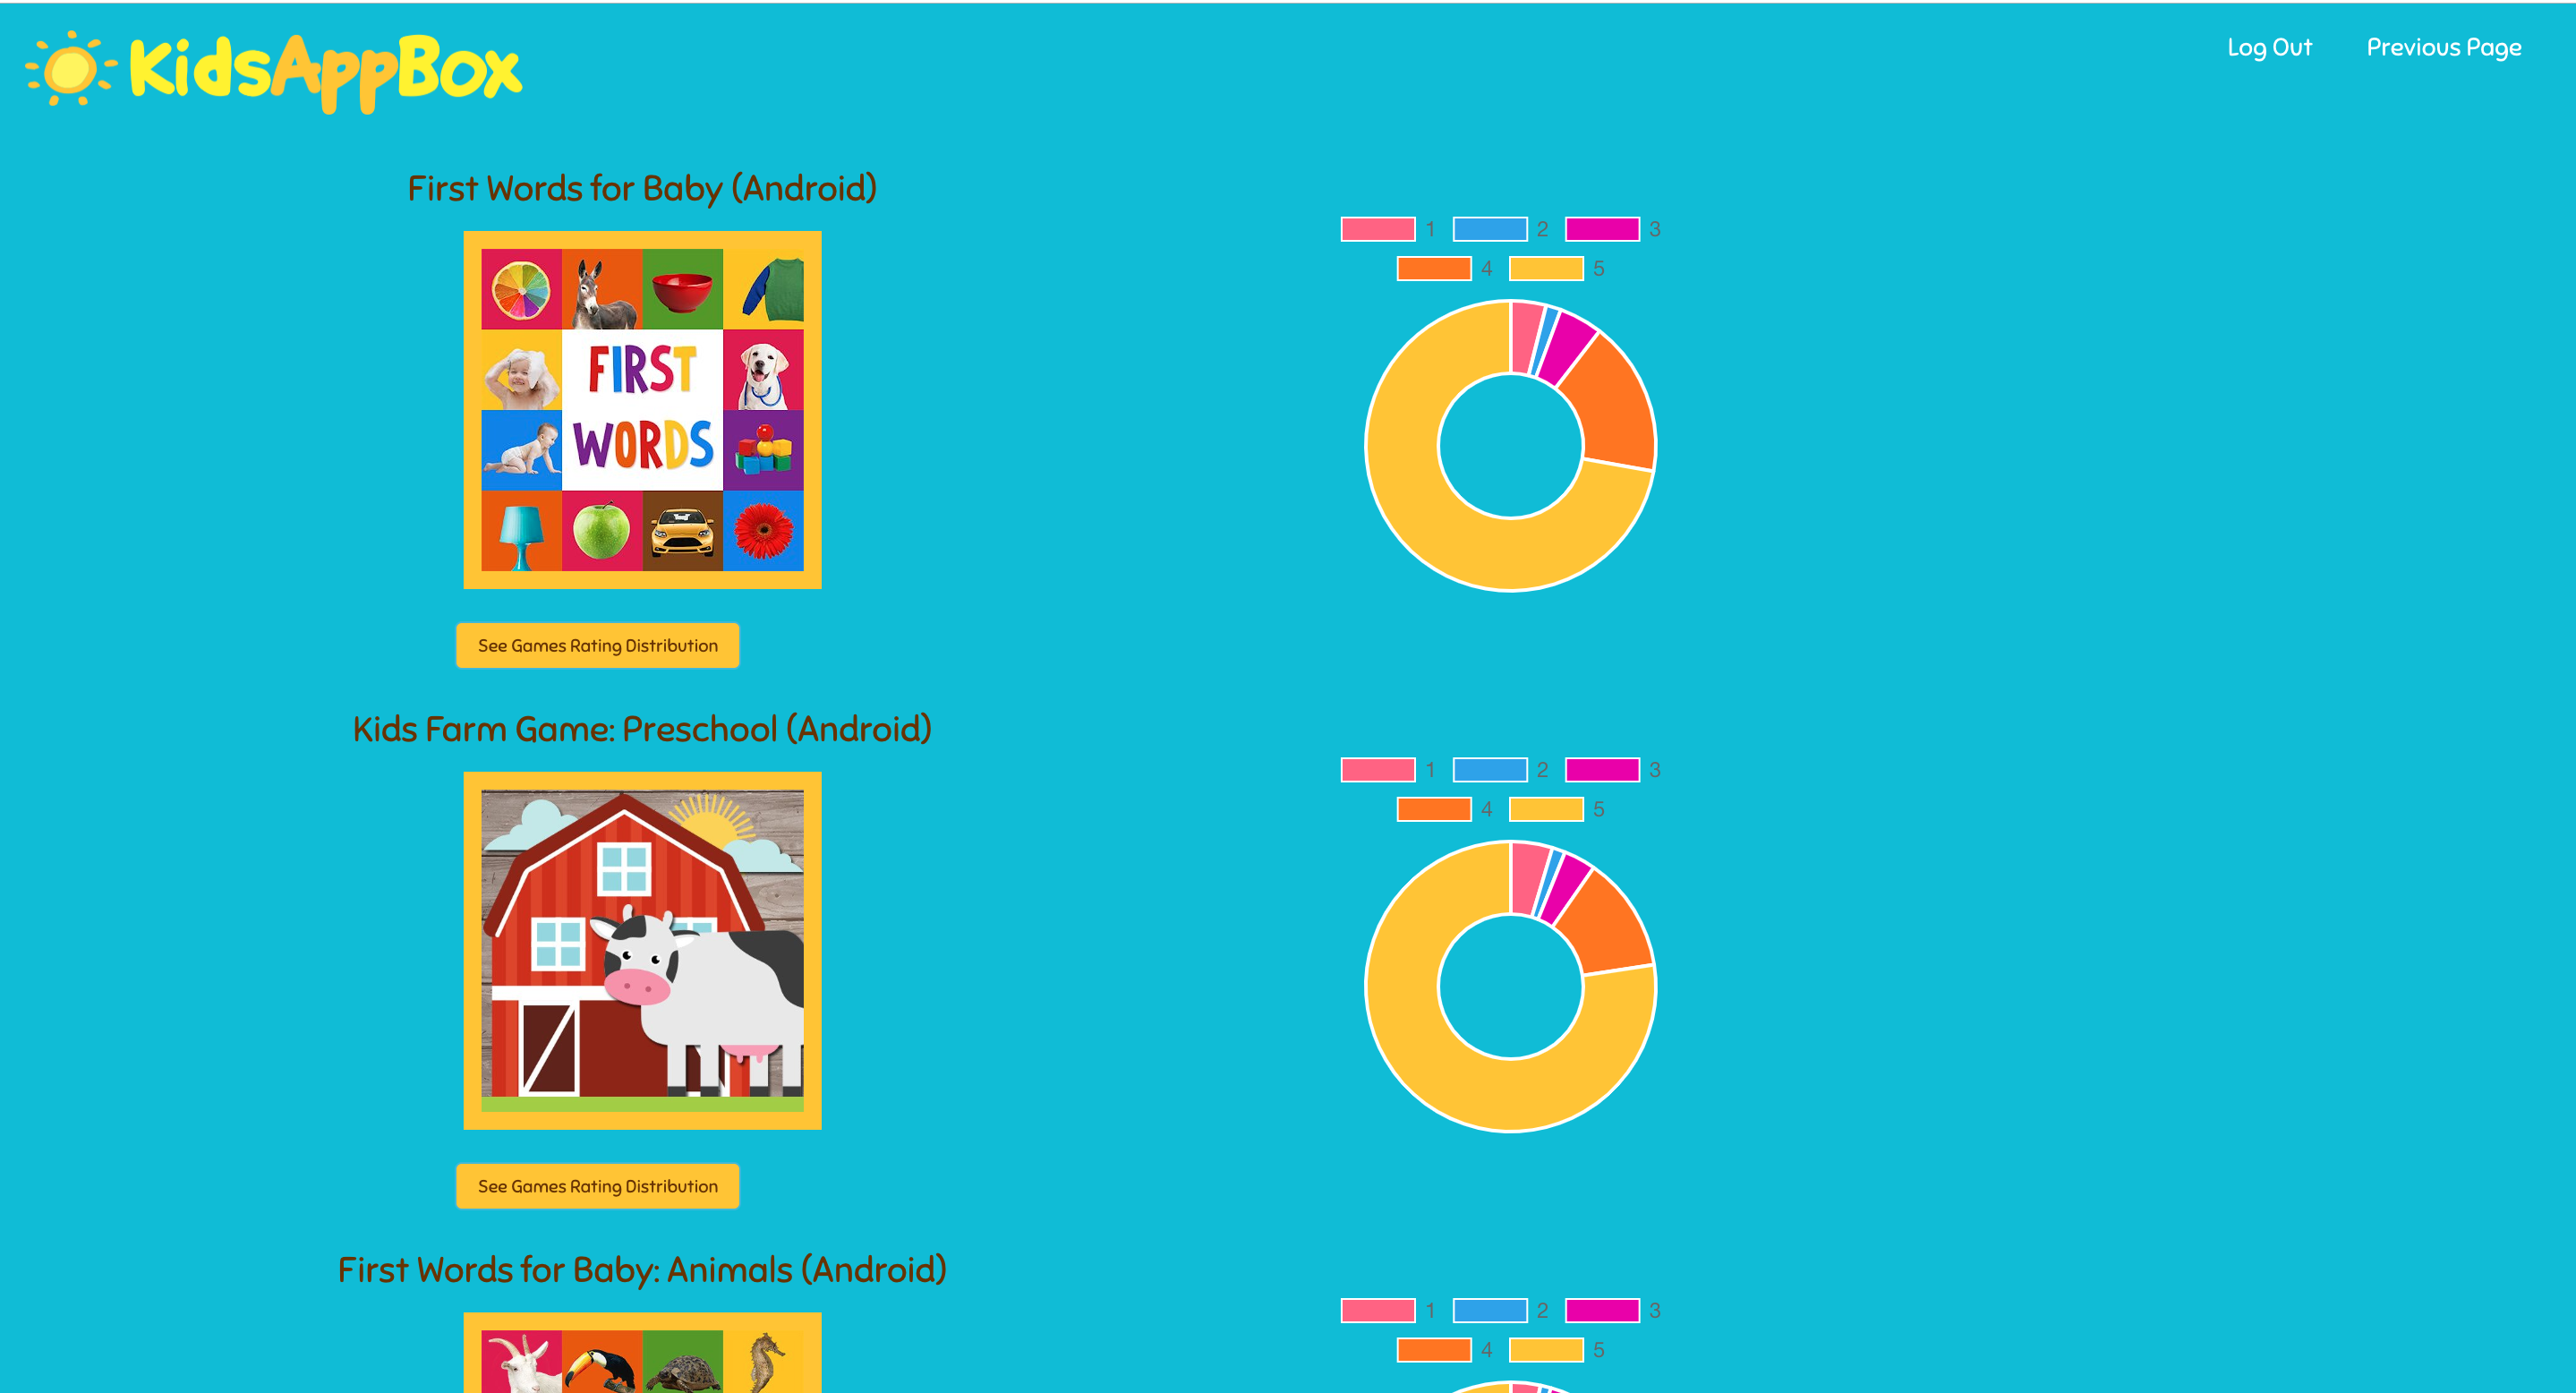 KidsAppBox
Log Out Previous Page
First Words for Baby (Android)
1 2 3
4 5
FIRST
WORDS
See Games Rating Distribution
Kids Farm Game: Preschool (Android)
1 2 3
4 5
See Games Rating Distribution
First Words for Baby: Animals (Android)
1 2 3
4 5